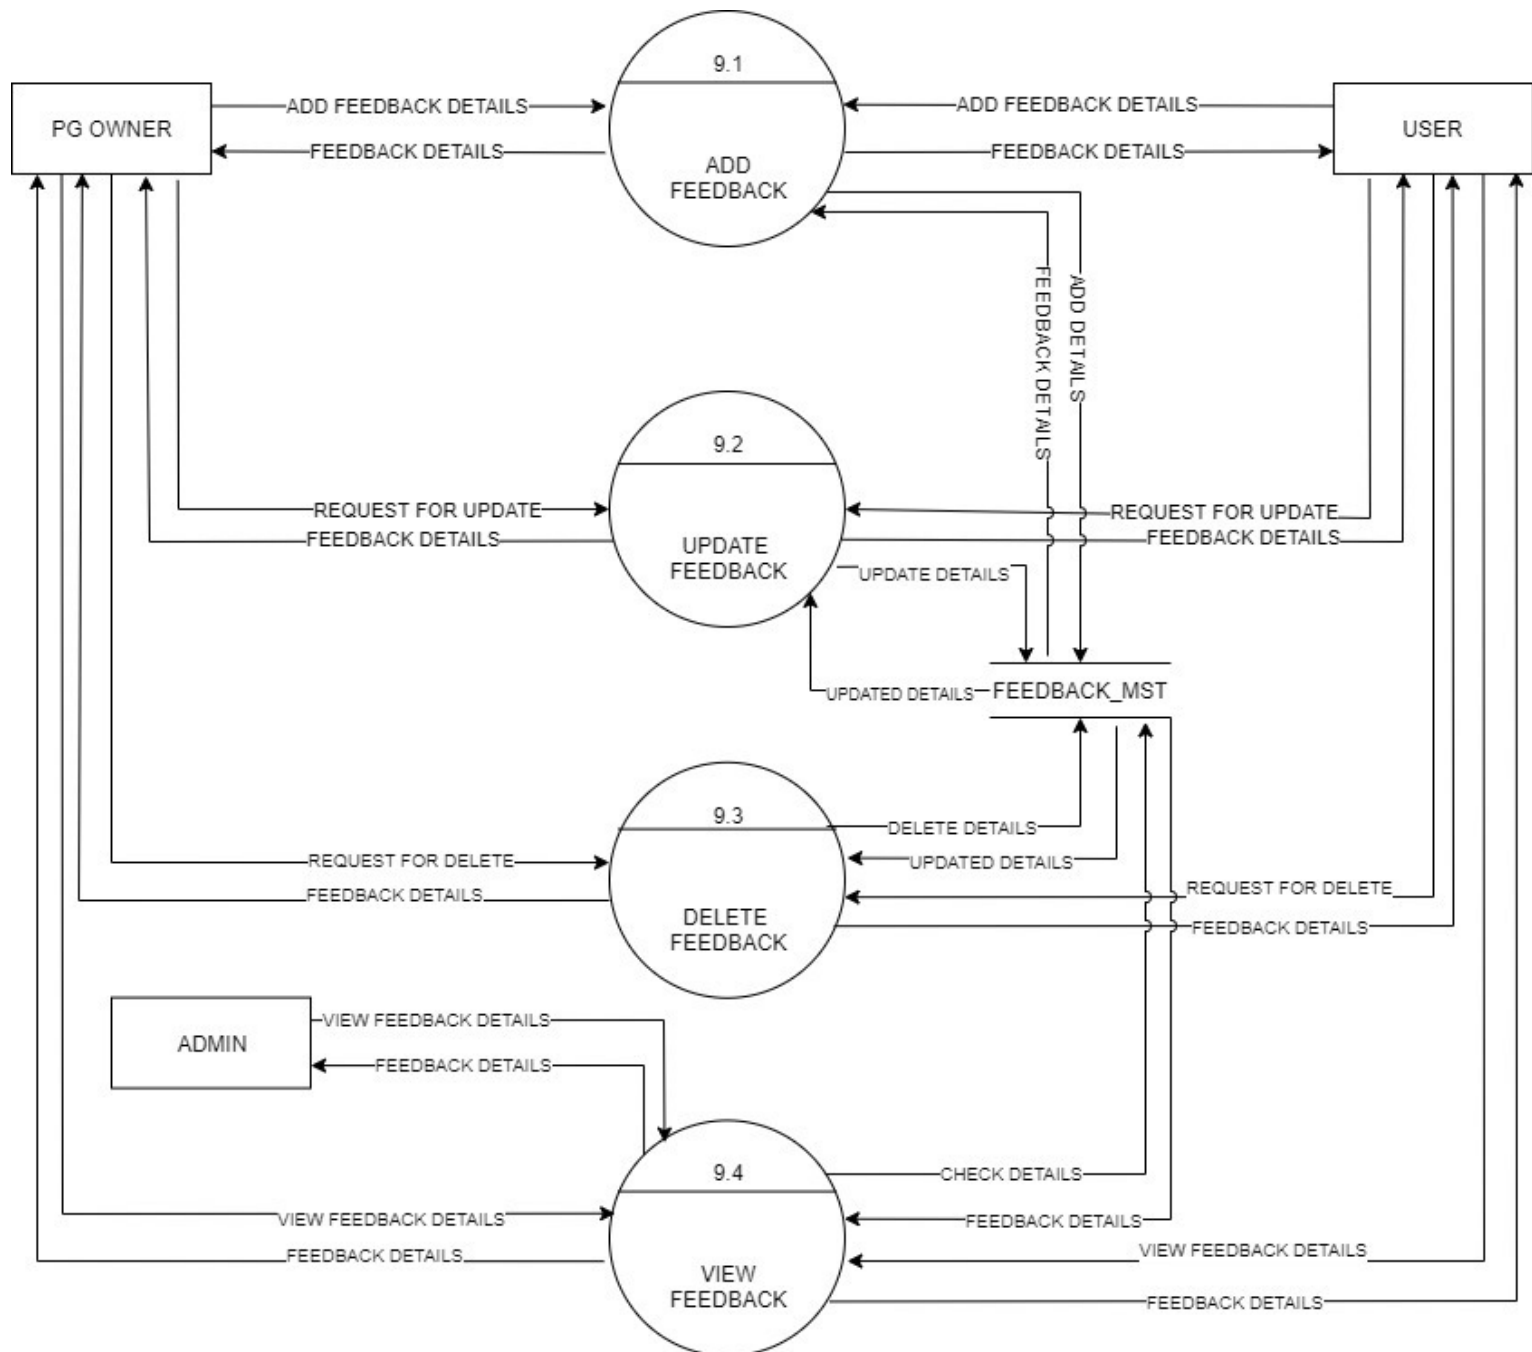 9.1
PG OWNER
ADD FEEDBACK DETAILS
ADD FEEDBACK DETAILS
USER
FEEDBACK DETAILS
ADD
FEEDBACK
FEEDBACK DETAILS
FEEDBACK DETAILS
ADD DETAILS
9.2
REQUEST FOR UPDATE
REQUEST FOR UPDATE
FEEDBACK DETAILS
UPDATE
FEEDBACK
FEEDBACK DETAILS
UPDATE DETAILS
UPDATED DETAILS
FEEDBACK_MST
9.3
DELETE DETAILS
REQUEST FOR DELETE
UPDATED DETAILS
FEEDBACK DETAILS
REQUEST FOR DELETE
DELETE
FEEDBACK
FEEDBACK DETAILS
VIEW FEEDBACK DETAILS
ADMIN
FEEDBACK DETAILS
9.4
CHECK DETAILS
VIEW FEEDBACK DETAILS
FEEDBACK DETAILS
FEEDBACK DETAILS
VIEW FEEDBACK DETAILS
VIEW
FEEDBACK
FEEDBACK DETAILS